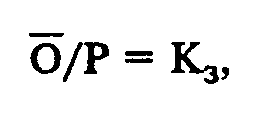 O̅/P = K₃,